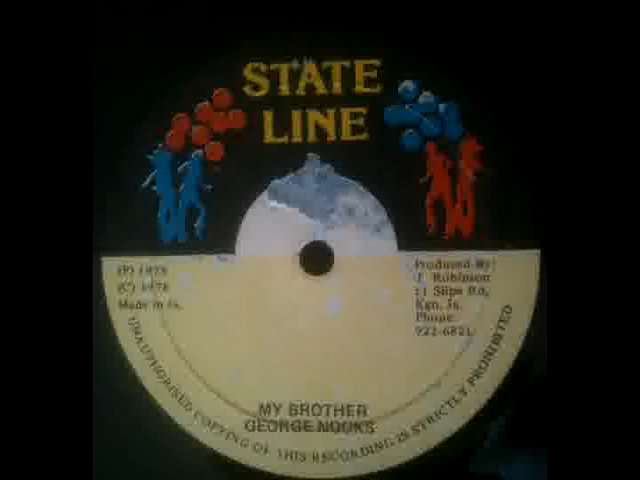 STATE
LINE
(P) 1978
(C) 1978
Made in Ja.
Produced By:
J. Robinson
11 Slipe Rd,
Kgn. Ja.
Phone:
922-6821
MY BROTHER
GEORGE NOOKS
UNAUTHORISED COPYING OF THIS RECORDING IS STRICTLY PROHIBITED